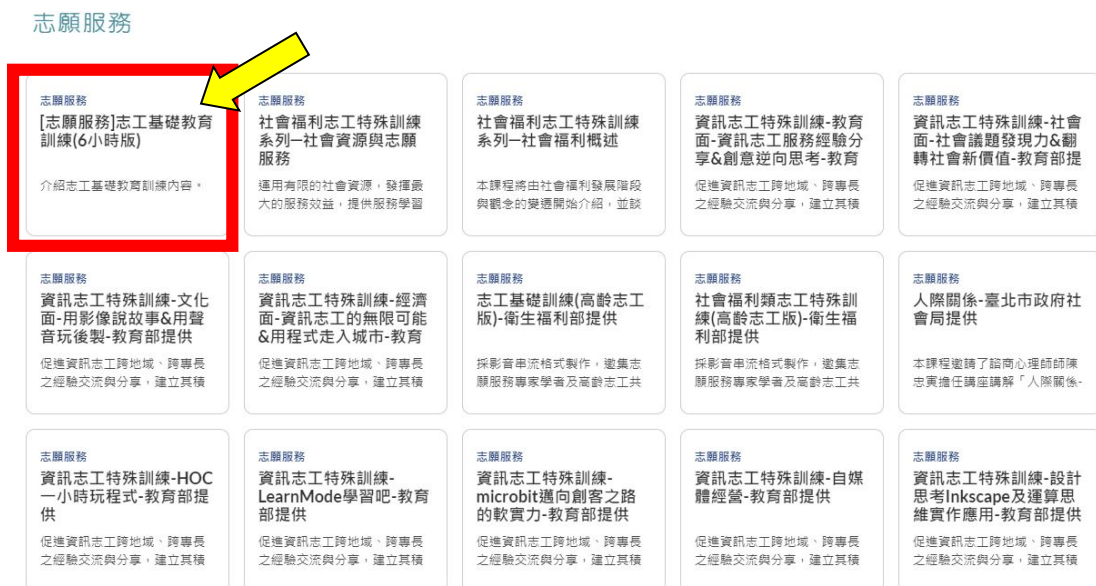 志願服務
志願服務
[志願服務]志工基礎教育
訓練(6小時版)
介紹志工基礎教育訓練內容。
志願服務
社會福利志工特殊訓練
系列─社會資源與志願
服務
運用有限的社會資源，發揮最
大的服務效益，提供服務學習
志願服務
社會福利志工特殊訓練
系列─社會福利概述
本課程將由社會福利發展階段
與觀念的變遷開始介紹，並談
志願服務
資訊志工特殊訓練-教育
面-資訊志工服務經驗分
享&創意逆向思考-教育
促進資訊志工跨地域、跨專長
之經驗交流與分享，建立其積
志願服務
資訊志工特殊訓練-社會
面-社會議題發現力&翻
轉社會新價值-教育部提
促進資訊志工跨地域、跨專長
之經驗交流與分享，建立其積
志願服務
資訊志工特殊訓練-文化
面-用影像說故事&用聲
音玩後製-教育部提供
促進資訊志工跨地域、跨專長
之經驗交流與分享，建立其積
志願服務
資訊志工特殊訓練-經濟
面-資訊志工的無限可能
&用程式走入城市-教育
促進資訊志工跨地域、跨專長
之經驗交流與分享，建立其積
志願服務
志工基礎訓練(高齡志工
版)-衛生福利部提供
採影音串流格式製作，邀集志
願服務專家學者及高齡志工共
志願服務
社會福利類志工特殊訓
練(高齡志工版)-衛生福
利部提供
採影音串流格式製作，邀集志
願服務專家學者及高齡志工共
志願服務
人際關係-臺北市政府社
會局提供
本課程邀請了諮商心理師師陳
忠寅擔任講座講解「人際關係-
志願服務
資訊志工特殊訓練-HOC
一小時玩程式-教育部提
供
促進資訊志工跨地域、跨專長
之經驗交流與分享，建立其積
志願服務
資訊志工特殊訓練-
LearnMode學習吧-教育
部提供
促進資訊志工跨地域、跨專長
之經驗交流與分享，建立其積
志願服務
資訊志工特殊訓練-
microbit邁向創客之路
的軟實力-教育部提供
促進資訊志工跨地域、跨專長
之經驗交流與分享，建立其積
志願服務
資訊志工特殊訓練-自媒
體經營-教育部提供
促進資訊志工跨地域、跨專長
之經驗交流與分享，建立其積
志願服務
資訊志工特殊訓練-設計
思考Inkscape及運算思
維實作應用-教育部提供
促進資訊志工跨地域、跨專長
之經驗交流與分享，建立其積